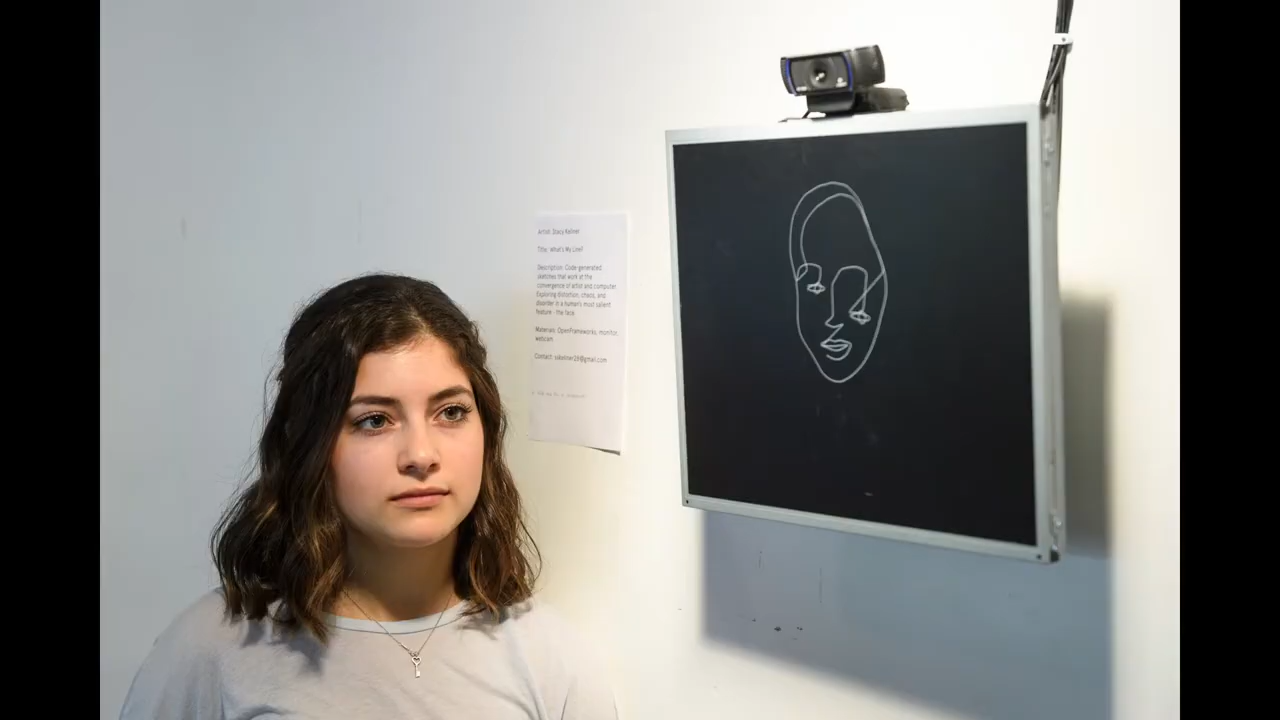 Artist: Stacy Kellner
Title: What's My Line?
Description: Code-generated
sketches that work at the
convergence of artist and computer.
Exploring distortion, chaos, and
disorder in a human's most salient
feature - the face.
Materials: OpenFrameworks, monitor,
webcam
Contact: